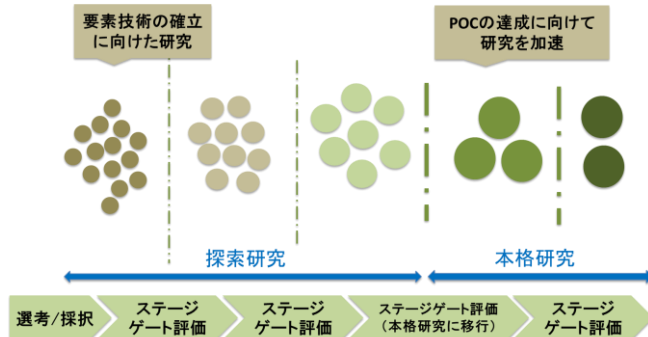 要素技術の確立
に向けた研究
POCの達成に向けて
研究を加速
探索研究
本格研究
選考/採択
ステージ
ゲート評価
ステージ
ゲート評価
ステージゲート評価
(本格研究に移行)
ステージ
ゲート評価